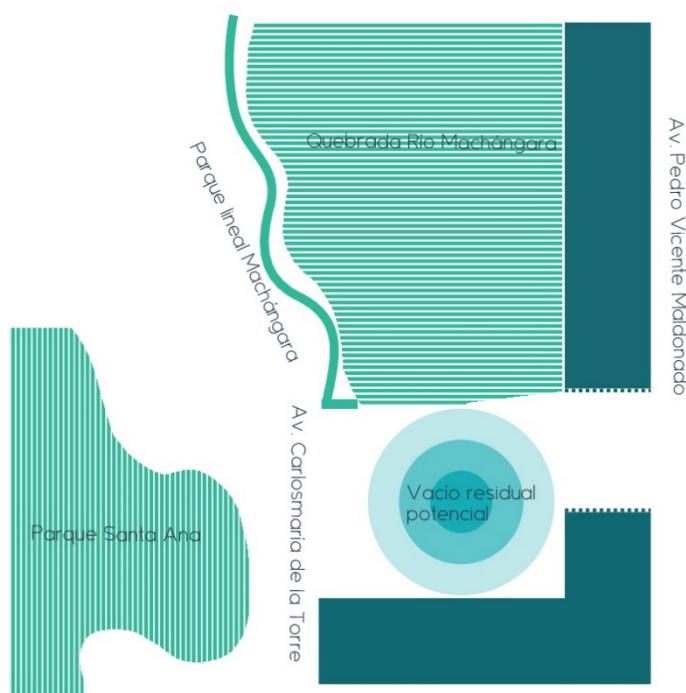 Quebrada Río Machángara
Av. Pedro Vicente Maldonado
Parque lineal Machángara
Av. Carlosmaría de la Torre
Vacío residual
potencial
Parque Santa Ana